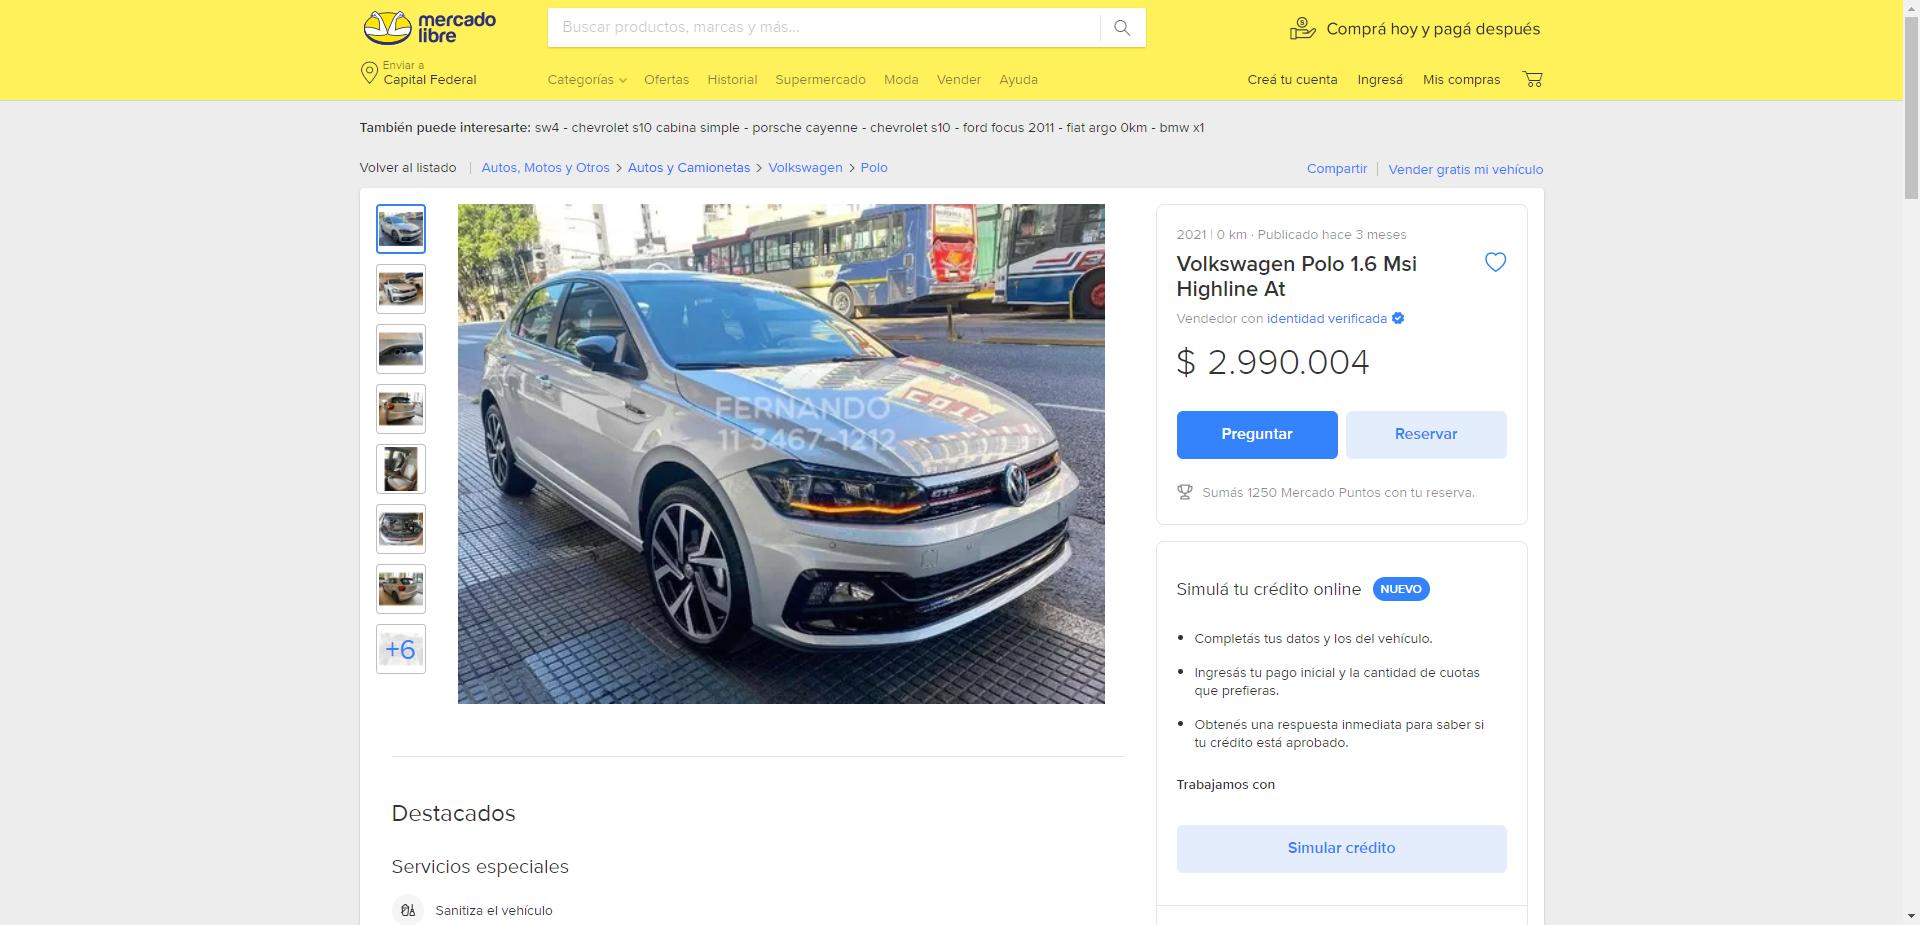 mercado
libre
Buscar productos, marcas y más...
Comprá hoy y pagá después
Enviar a
Capital Federal
Categorías Ofertas Historial Supermercado Moda Vender Ayuda
Creá tu cuenta Ingresá Mis compras
También puede interesarte: sw4 - chevrolet s10 cabina simple - porsche cayenne - chevrolet s10 - ford focus 2011 - fiat argo 0km - bmw x1
Volver al listado | Autos, Motos y Otros > Autos y Camionetas > Volkswagen > Polo
Compartir | Vender gratis mi vehículo
+6
FERNANDO
11 3467-1212
COTO
GTS
2021 | 0 km · Publicado hace 3 meses
Volkswagen Polo 1.6 Msi
Highline At
Vendedor con identidad verificada
$ 2.990.004
Preguntar
Reservar
Sumás 1250 Mercado Puntos con tu reserva.
Simulá tu crédito online NUEVO
• Completás tus datos y los del vehículo.
• Ingresás tu pago inicial y la cantidad de cuotas
que prefieras.
• Obtenés una respuesta inmediata para saber si
tu crédito está aprobado.
Trabajamos con
Simular crédito
Destacados
Servicios especiales
Sanitiza el vehículo